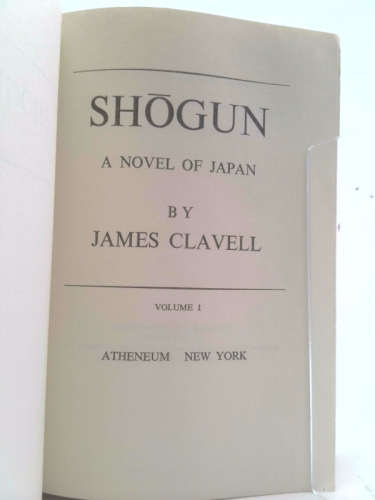 SHŌGUN
A NOVEL OF JAPAN
BY
JAMES CLAVELL
VOLUME 1
ATHENEUM NEW YORK